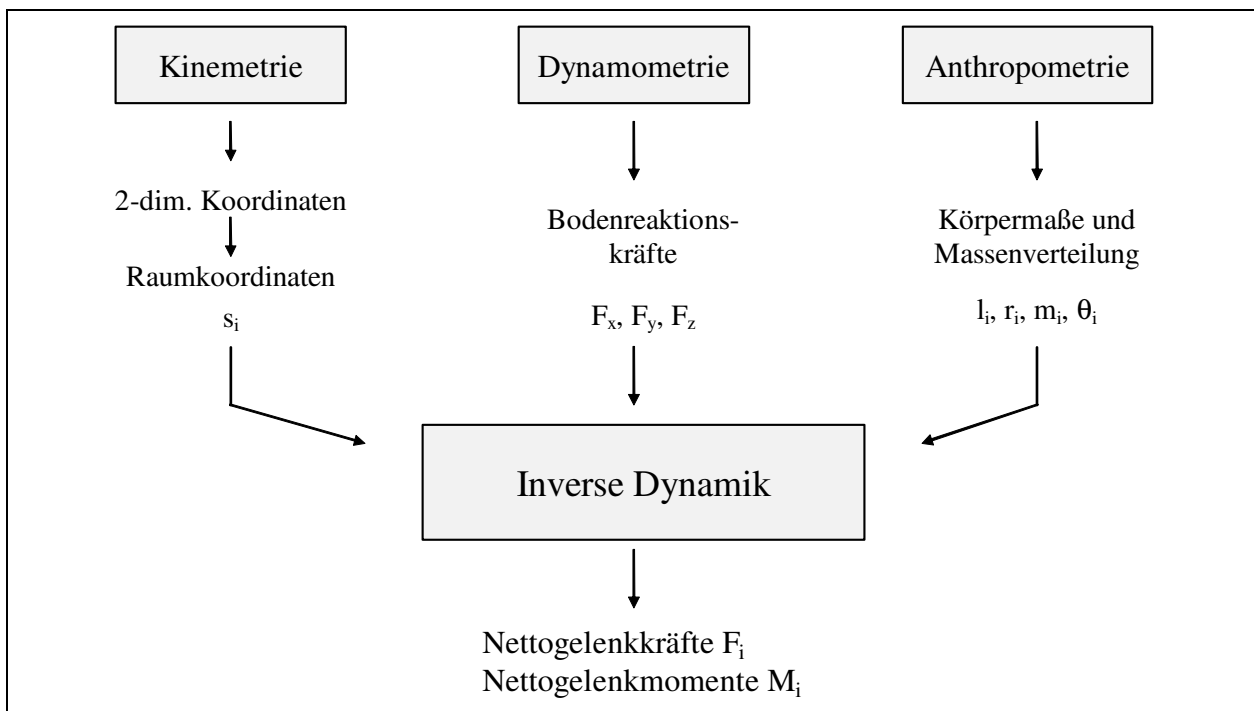 Kinemetrie
Dynamometrie
Anthropometrie
2-dim. Koordinaten
Raumkoordinaten
sᵢ
Bodenreaktions-
kräfte
Fₓ, Fᵧ, F_z
Körpermaße und
Massenverteilung
lᵢ, rᵢ, mᵢ, θᵢ
Inverse Dynamik
Nettogelenkkräfte Fᵢ
Nettogelenkmomente Mᵢ